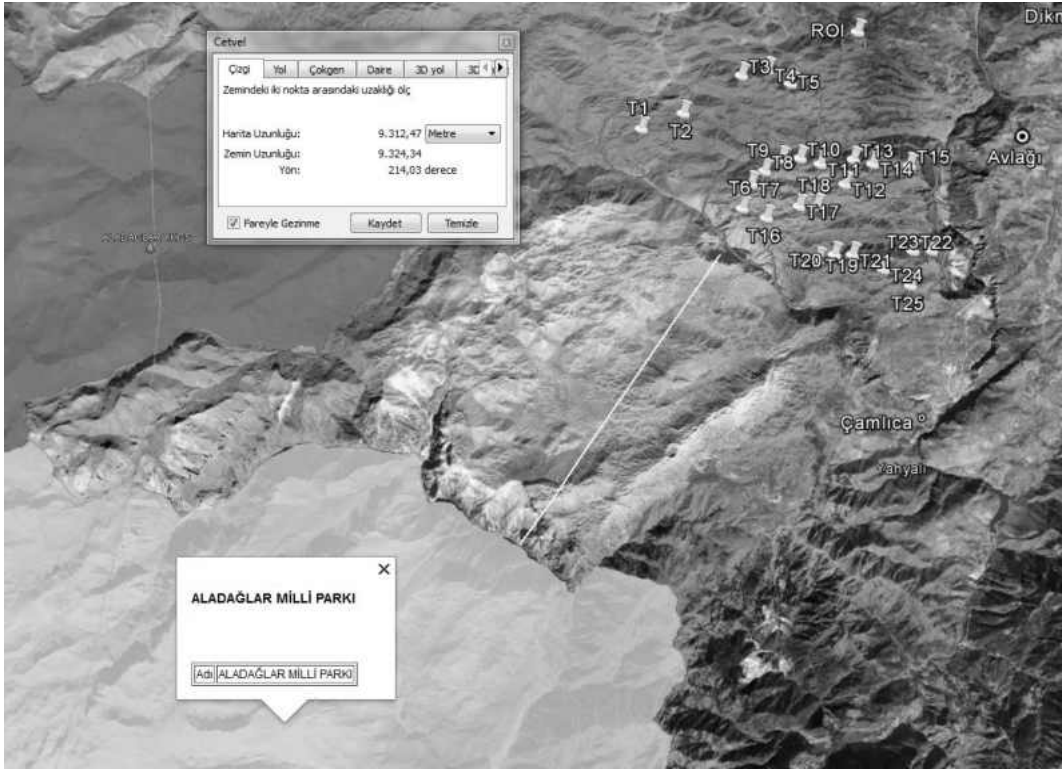 Cetvel
Çizgi Yol Çokgen Daire 3D yol 3D
Zemindeki iki nokta arasındaki uzaklığı ölç
Harita Uzunluğu: 9.312,47 Metre
Zemin Uzunluğu: 9.324,34
Yön: 214,03 derece
Fareyle Gezinme Kaydet Temizle
Dikm
ROI
T3
T4
T5
T1
T2
Avlağı
T9
T10
T13
T15
T8
T11
T14
T6
T7
T18
T12
T17
T16
T23
T22
T20
T19
T21
T24
T25
Çamlıca
Yahyalı
ALADAĞLAR MİLLİ PARKI
Adı ALADAĞLAR MİLLİ PARKI